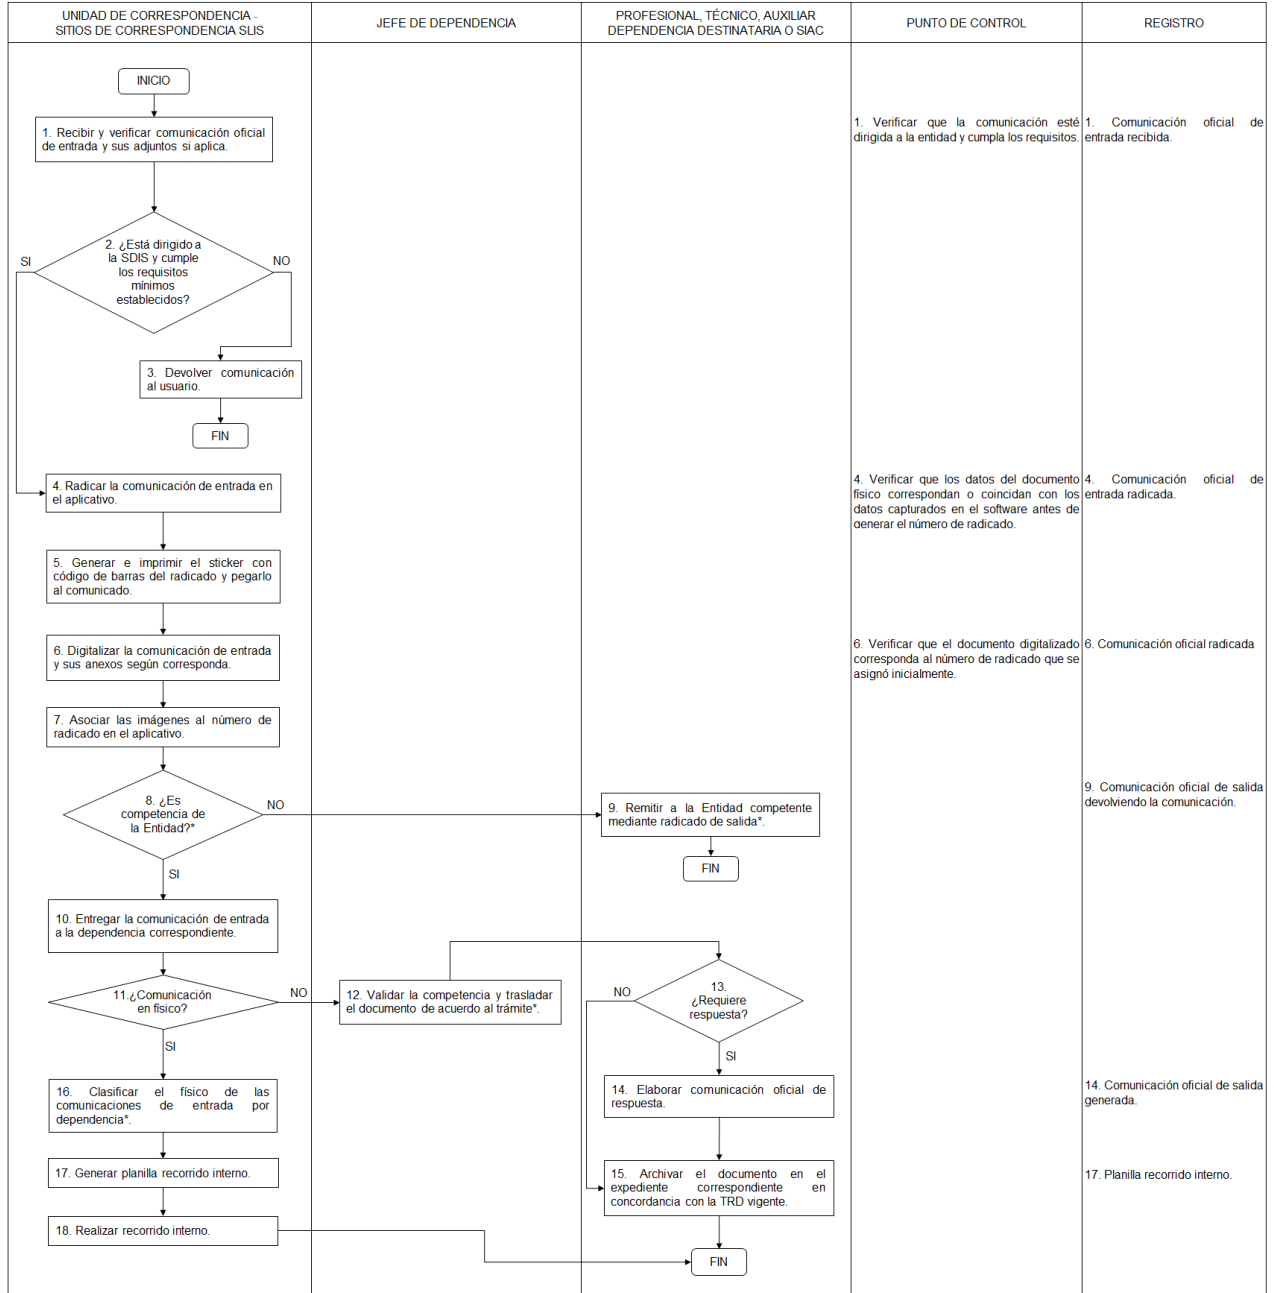 UNIDAD DE CORRESPONDENCIA -
SITIOS DE CORRESPONDENCIA SLIS
JEFE DE DEPENDENCIA
PROFESIONAL, TÉCNICO, AUXILIAR
DEPENDENCIA DESTINATARIA O SIAC
PUNTO DE CONTROL
REGISTRO
INICIO
1. Recibir y verificar comunicación oficial
de entrada y sus adjuntos si aplica.
1. Verificar que la comunicación esté
dirigida a la entidad y cumpla los requisitos.
1. Comunicación oficial de
entrada recibida.
2. ¿Está dirigido a
la SDIS y cumple
los requisitos
mínimos
establecidos?
SI
NO
3. Devolver comunicación
al usuario.
FIN
4. Radicar la comunicación de entrada en
el aplicativo.
4. Verificar que los datos del documento
físico correspondan o coincidan con los
datos capturados en el software antes de
generar el número de radicado.
4. Comunicación oficial de
entrada radicada.
5. Generar e imprimir el sticker con
código de barras del radicado y pegarlo
al comunicado.
6. Digitalizar la comunicación de entrada
y sus anexos según corresponda.
6. Verificar que el documento digitalizado
corresponda al número de radicado que se
asignó inicialmente.
6. Comunicación oficial radicada
7. Asociar las imágenes al número de
radicado en el aplicativo.
8. ¿Es
competencia de
la Entidad?*
NO
SI
9. Remitir a la Entidad competente
mediante radicado de salida*.
FIN
9. Comunicación oficial de salida
devolviendo la comunicación.
10. Entregar la comunicación de entrada
a la dependencia correspondiente.
11.¿Comunicación
en físico?
NO
SI
12. Validar la competencia y trasladar
el documento de acuerdo al trámite*.
13.
¿Requiere
respuesta?
NO
SI
14. Elaborar comunicación oficial de
respuesta.
14. Comunicación oficial de salida
generada.
15. Archivar el documento en el
expediente correspondiente en
concordancia con la TRD vigente.
16. Clasificar el físico de las
comunicaciones de entrada por
dependencia*.
17. Generar planilla recorrido interno.
17. Planilla recorrido interno.
18. Realizar recorrido interno.
FIN